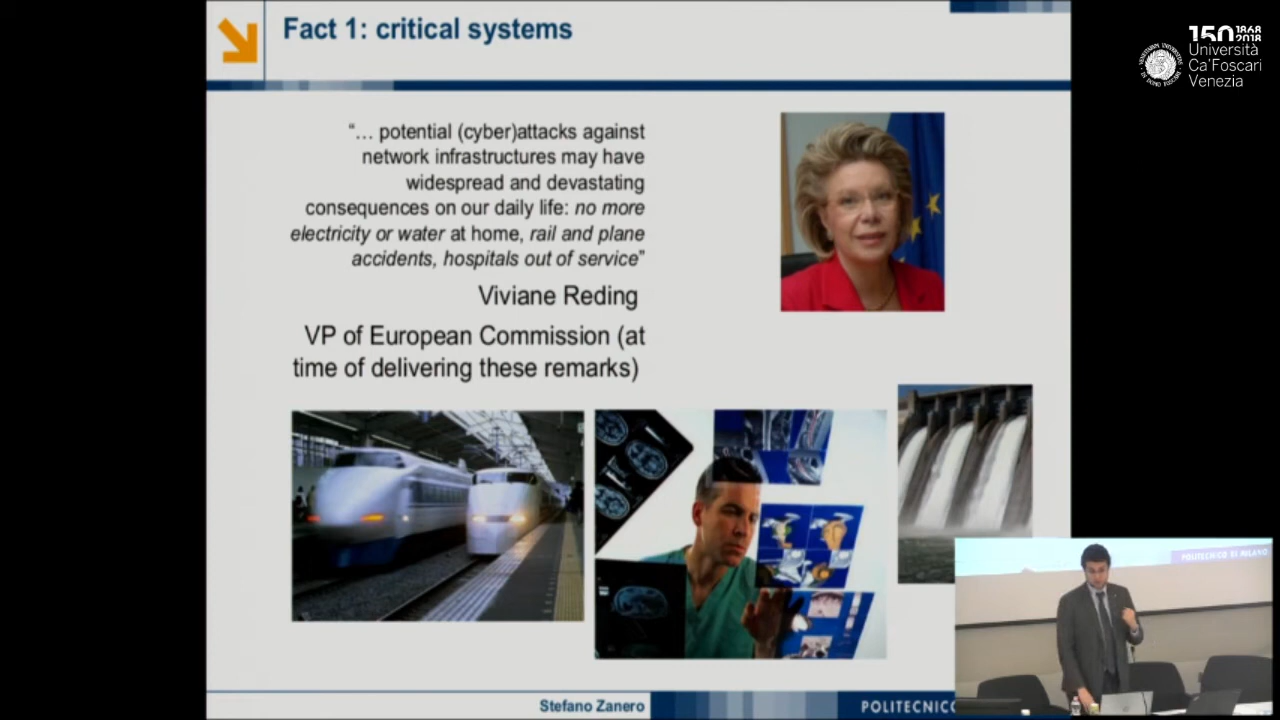 Fact 1: critical systems
150 1868
2018
Università
Ca'Foscari
Venezia
“… potential (cyber)attacks against
network infrastructures may have
widespread and devastating
consequences on our daily life: no more
electricity or water at home, rail and plane
accidents, hospitals out of service”
Viviane Reding
VP of European Commission (at
time of delivering these remarks)
POLITECNICO DI MILANO
Stefano Zanero
POLITECNICO